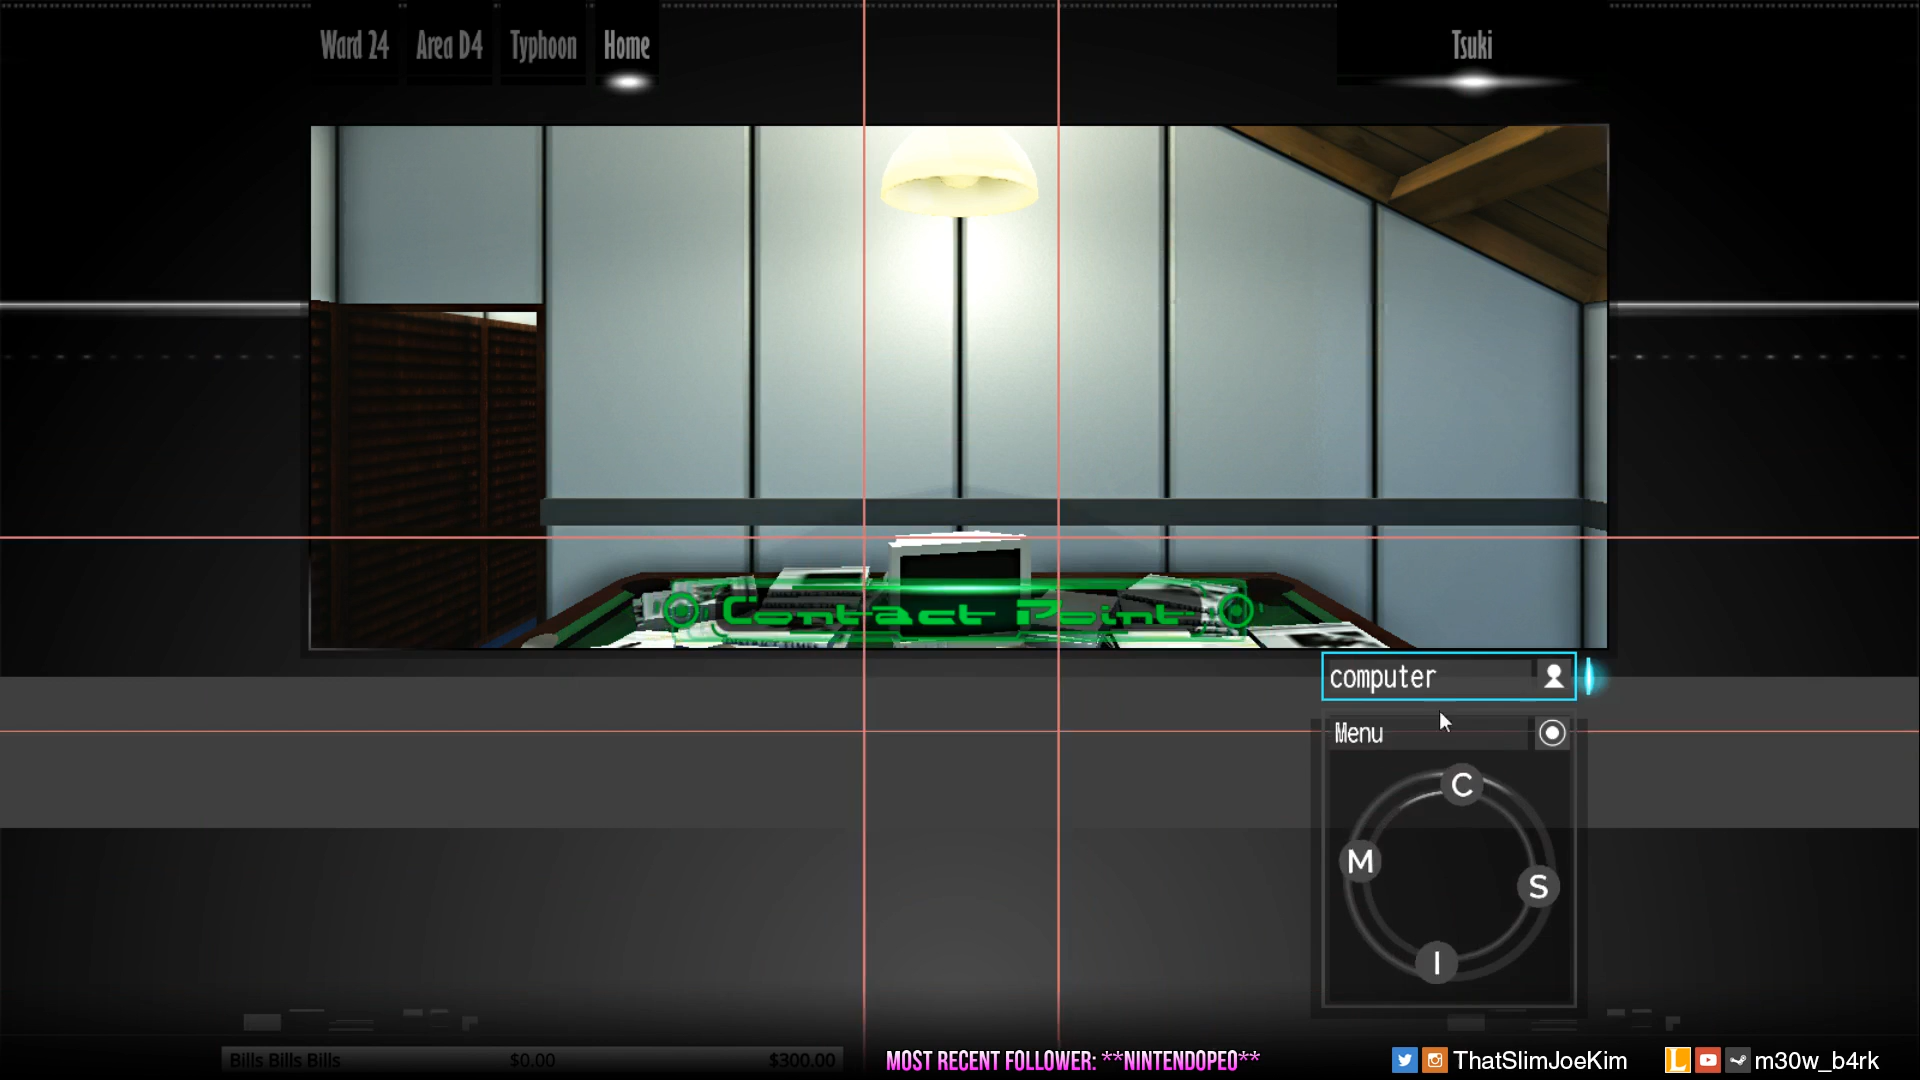 Ward 24 Area D4 Typhoon Home Tsuki
Contact Point
computer
Menu
C
M
S
I
Bills Bills Bills $0.00 $300.00
MOST RECENT FOLLOWER: **NINTENDOPEO**
ThatSlimJoeKim
L m30w_b4rk